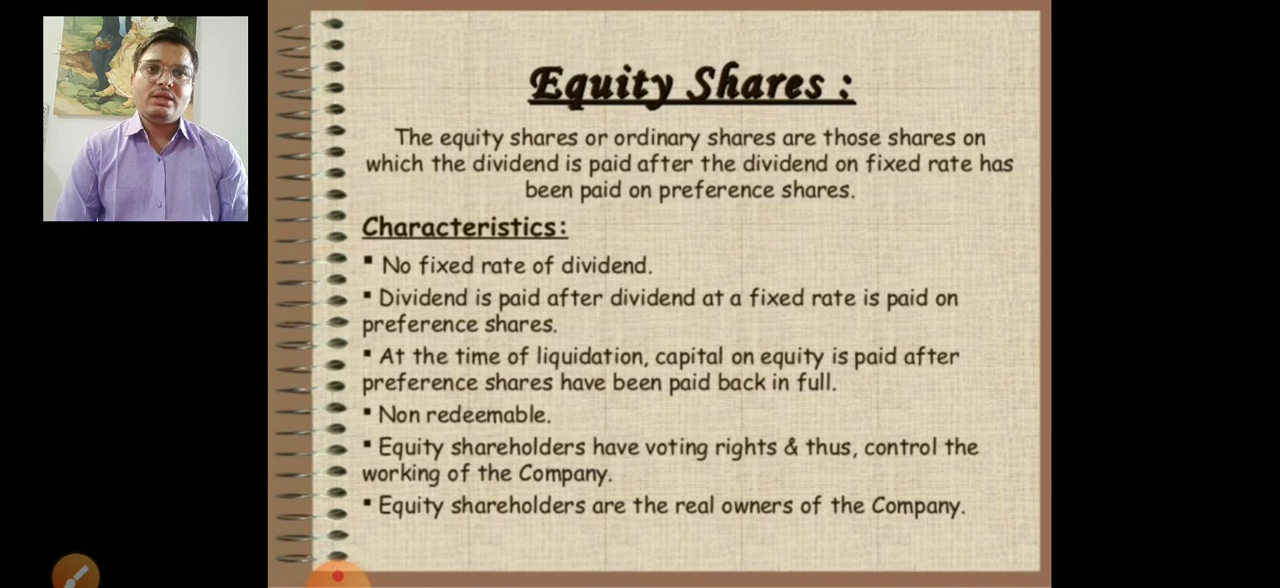 Equity Shares :
The equity shares or ordinary shares are those shares on
which the dividend is paid after the dividend on fixed rate has
been paid on preference shares.
Characteristics:
▪ No fixed rate of dividend.
▪ Dividend is paid after dividend at a fixed rate is paid on
preference shares.
▪ At the time of liquidation, capital on equity is paid after
preference shares have been paid back in full.
▪ Non redeemable.
▪ Equity shareholders have voting rights & thus, control the
working of the Company.
▪ Equity shareholders are the real owners of the Company.